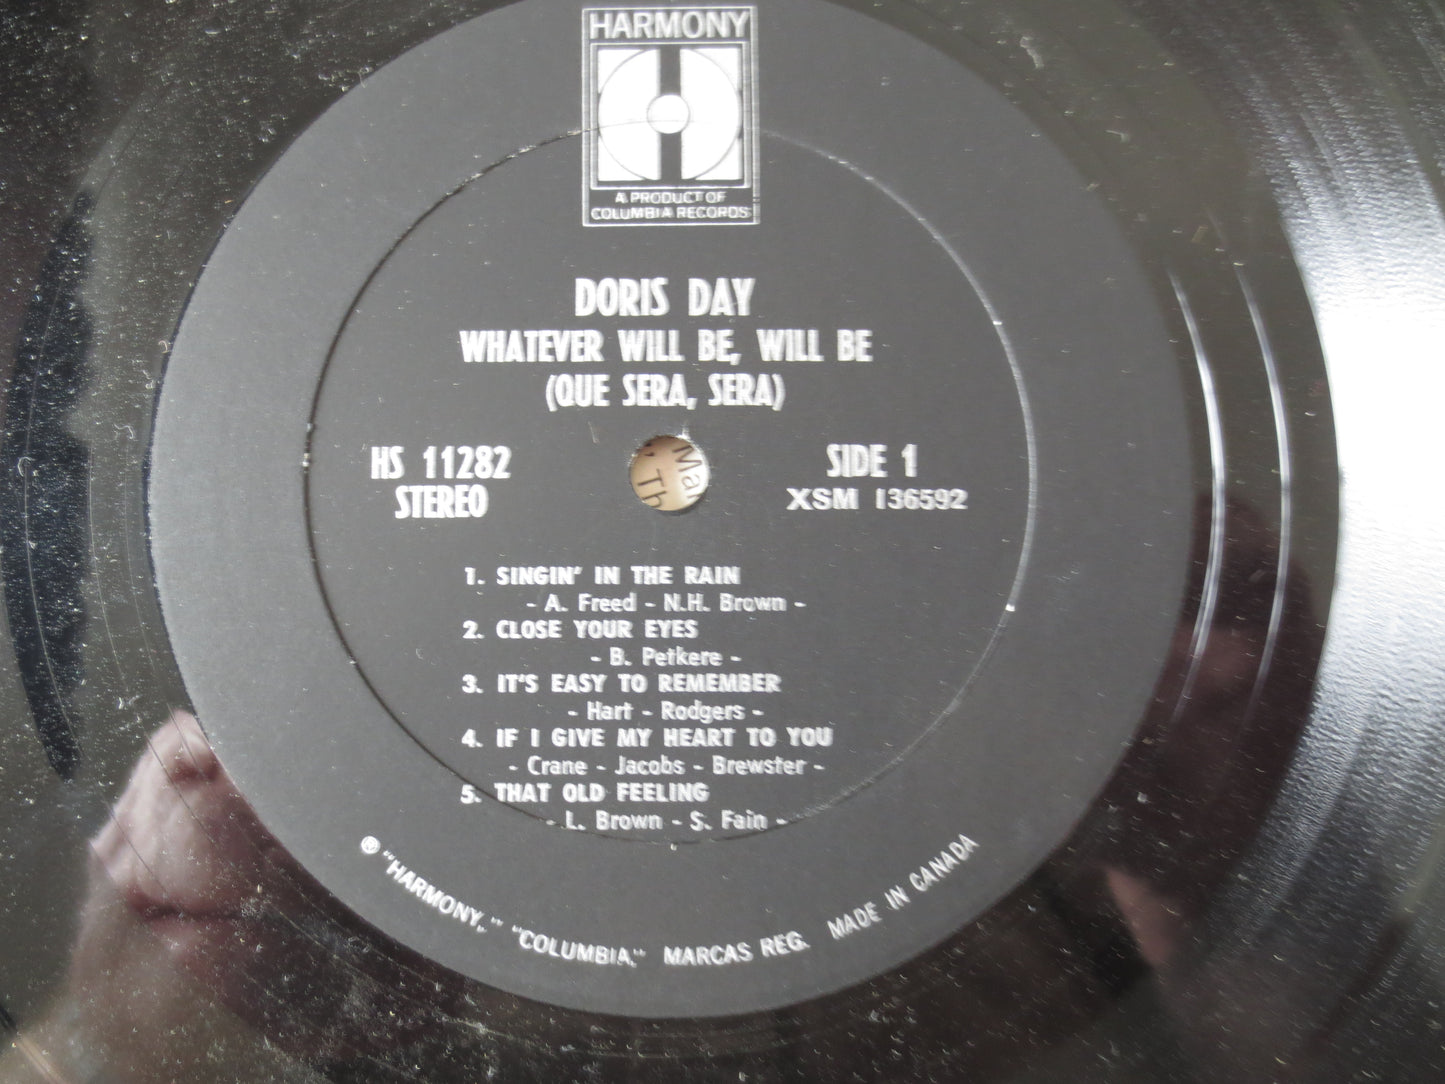 HARMONY
A PRODUCT OF
COLUMBIA RECORDS
DORIS DAY
WHATEVER WILL BE, WILL BE
(QUE SERA, SERA)
HS 11282
STEREO
SIDE 1
XSM 136592
Mar
Th
1. SINGIN' IN THE RAIN
- A. Freed - N.H. Brown -
2. CLOSE YOUR EYES
- B. Petkere -
3. IT'S EASY TO REMEMBER
- Hart - Rodgers -
4. IF I GIVE MY HEART TO YOU
- Crane - Jacobs - Brewster -
5. THAT OLD FEELING
- L. Brown - S. Fain -
® "HARMONY," "COLUMBIA," MARCAS REG. MADE IN CANADA